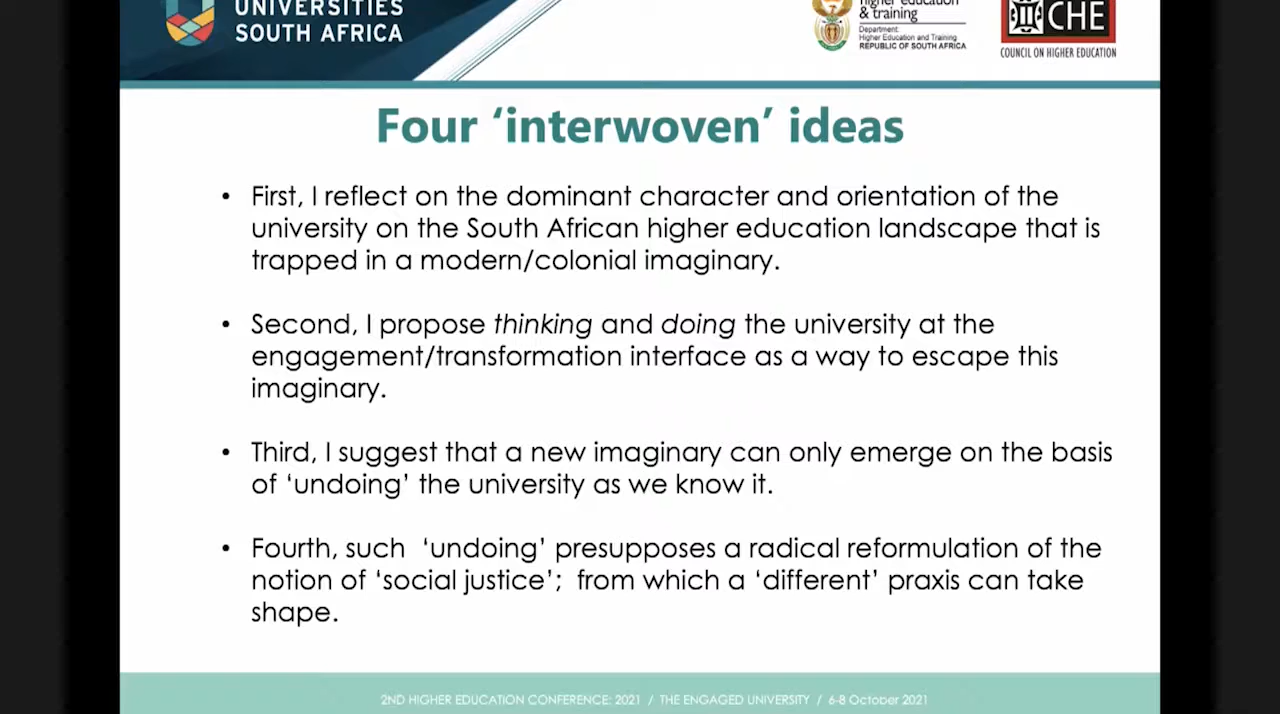 UNIVERSITIES
SOUTH AFRICA
higher education
& training
Department:
Higher Education and Training
REPUBLIC OF SOUTH AFRICA
CHE
COUNCIL ON HIGHER EDUCATION
Four ‘interwoven’ ideas
• First, I reflect on the dominant character and orientation of the
university on the South African higher education landscape that is
trapped in a modern/colonial imaginary.
• Second, I propose thinking and doing the university at the
engagement/transformation interface as a way to escape this
imaginary.
• Third, I suggest that a new imaginary can only emerge on the basis
of ‘undoing’ the university as we know it.
• Fourth, such ‘undoing’ presupposes a radical reformulation of the
notion of ‘social justice’; from which a ‘different’ praxis can take
shape.
2ND HIGHER EDUCATION CONFERENCE: 2021 / THE ENGAGED UNIVERSITY / 6-8 October 2021